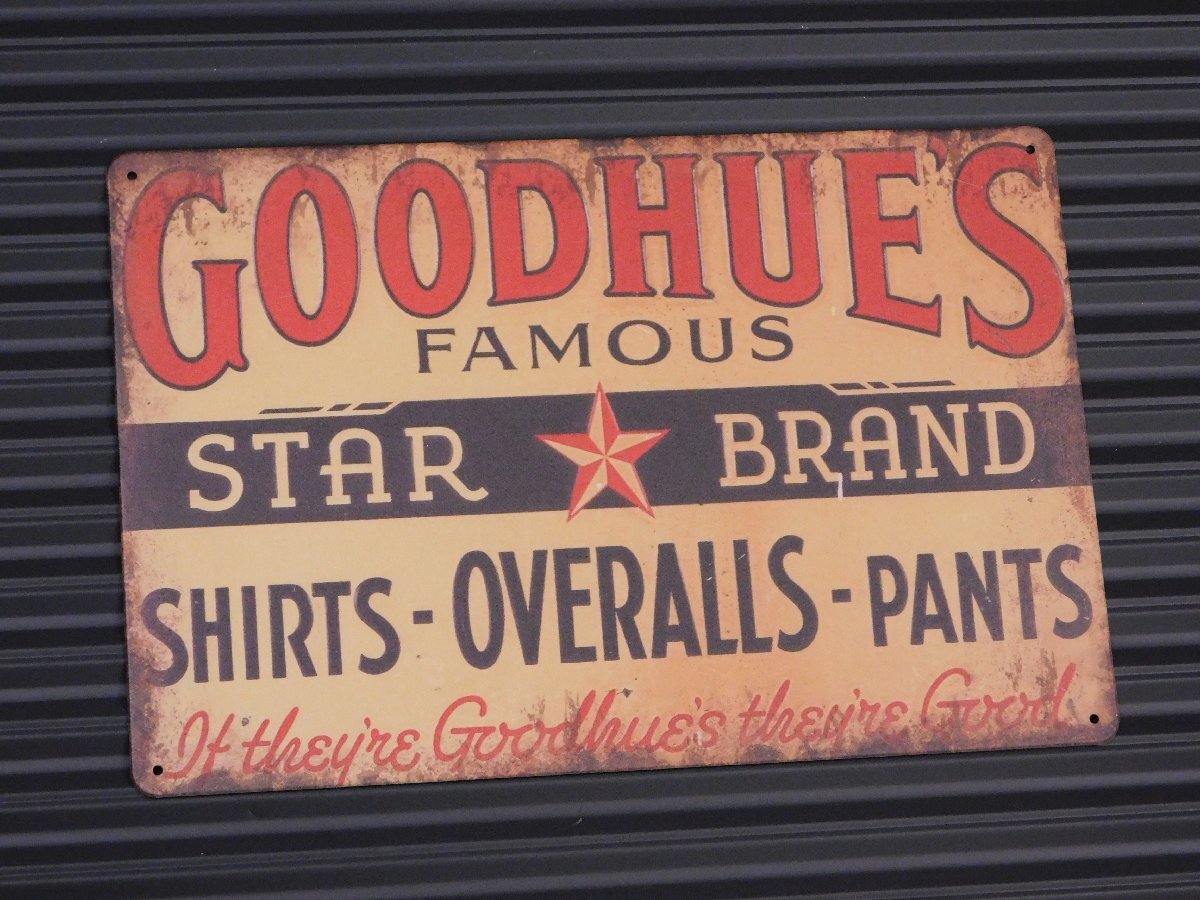 GOODHUE'S
FAMOUS
STAR BRAND
SHIRTS - OVERALLS - PANTS
If they're Goodhue's they're Good